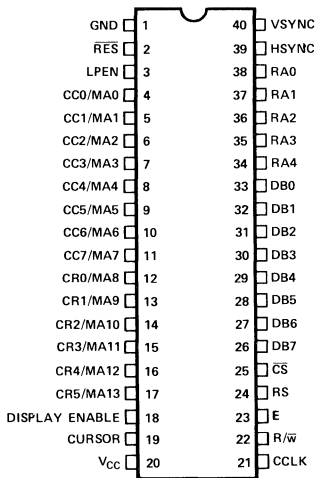 GND 1 40 VSYNC
R̅E̅S̅ 2 39 HSYNC
LPEN 3 38 RA0
CC0/MA0 4 37 RA1
CC1/MA1 5 36 RA2
CC2/MA2 6 35 RA3
CC3/MA3 7 34 RA4
CC4/MA4 8 33 DB0
CC5/MA5 9 32 DB1
CC6/MA6 10 31 DB2
CC7/MA7 11 30 DB3
CR0/MA8 12 29 DB4
CR1/MA9 13 28 DB5
CR2/MA10 14 27 DB6
CR3/MA11 15 26 DB7
CR4/MA12 16 25 C̅S̅
CR5/MA13 17 24 RS
DISPLAY ENABLE 18 23 E
CURSOR 19 22 R/w̅
VCC 20 21 CCLK